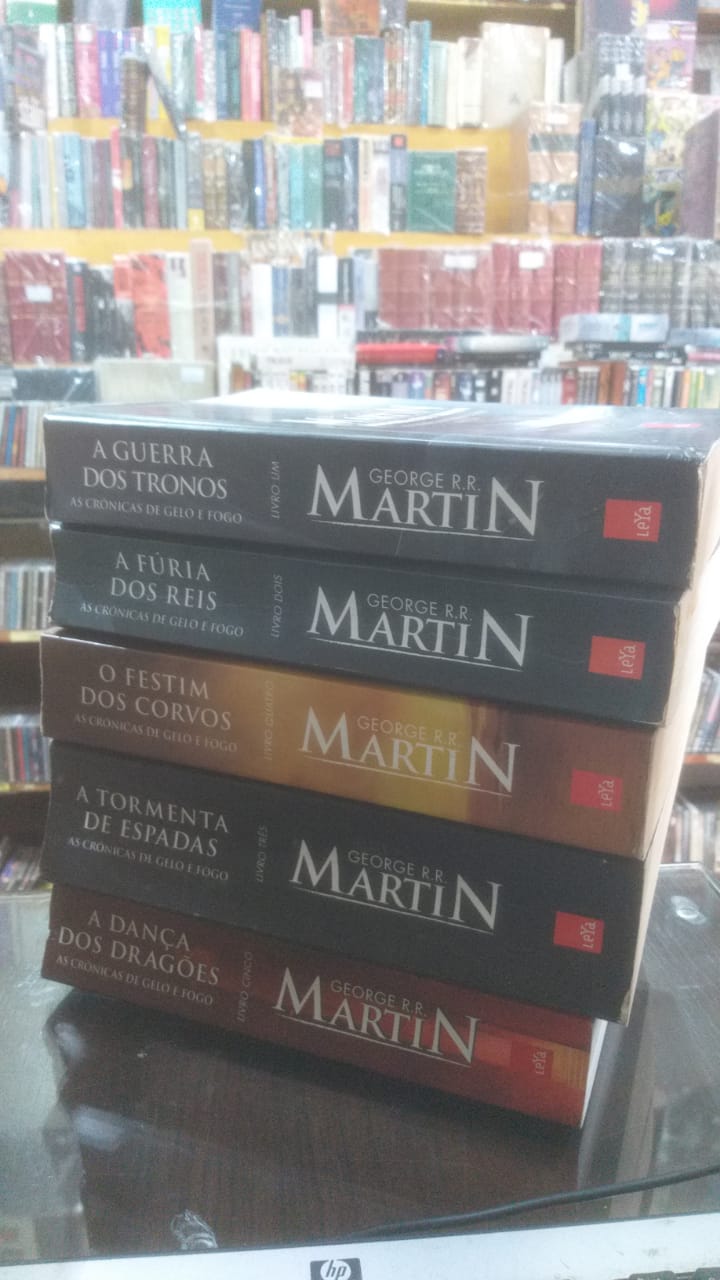 A GUERRA
DOS TRONOS
AS CRÔNICAS DE GELO E FOGO
LIVRO UM
GEORGE R.R.
MARTIN
LeYa
A FÚRIA
DOS REIS
AS CRÔNICAS DE GELO E FOGO
LIVRO DOIS
GEORGE R.R.
MARTIN
LeYa
O FESTIM
DOS CORVOS
AS CRÔNICAS DE GELO E FOGO
LIVRO QUATRO
GEORGE R.R.
MARTIN
LeYa
A TORMENTA
DE ESPADAS
AS CRÔNICAS DE GELO E FOGO
LIVRO TRÊS
GEORGE R.R.
MARTIN
LeYa
A DANÇA
DOS DRAGÕES
AS CRÔNICAS DE GELO E FOGO
LIVRO CINCO
GEORGE R.R.
MARTIN
LeYa
hp